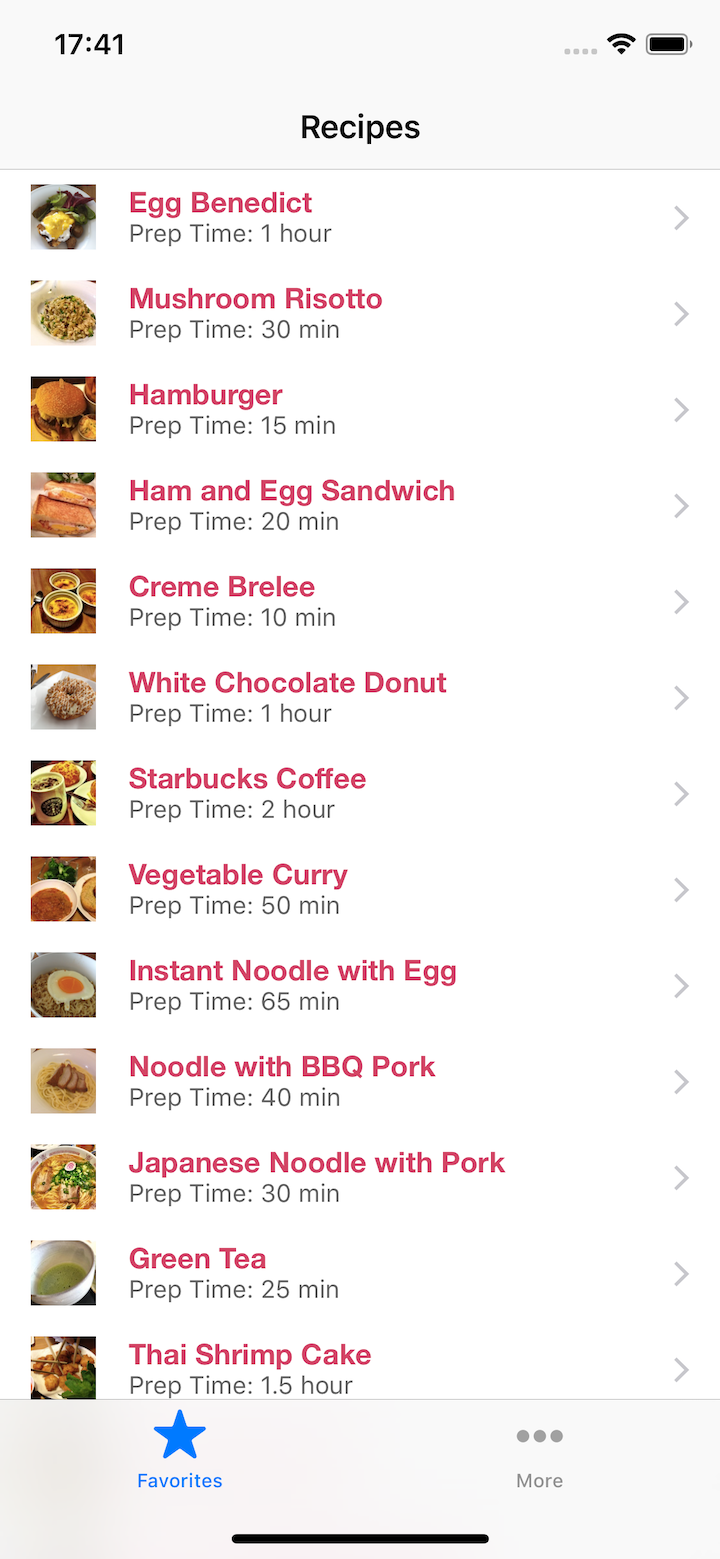 17:41
Recipes
Egg Benedict
Prep Time: 1 hour
Mushroom Risotto
Prep Time: 30 min
Hamburger
Prep Time: 15 min
Ham and Egg Sandwich
Prep Time: 20 min
Creme Brelee
Prep Time: 10 min
White Chocolate Donut
Prep Time: 1 hour
Starbucks Coffee
Prep Time: 2 hour
Vegetable Curry
Prep Time: 50 min
Instant Noodle with Egg
Prep Time: 65 min
Noodle with BBQ Pork
Prep Time: 40 min
Japanese Noodle with Pork
Prep Time: 30 min
Green Tea
Prep Time: 25 min
Thai Shrimp Cake
Prep Time: 1.5 hour
Favorites
More